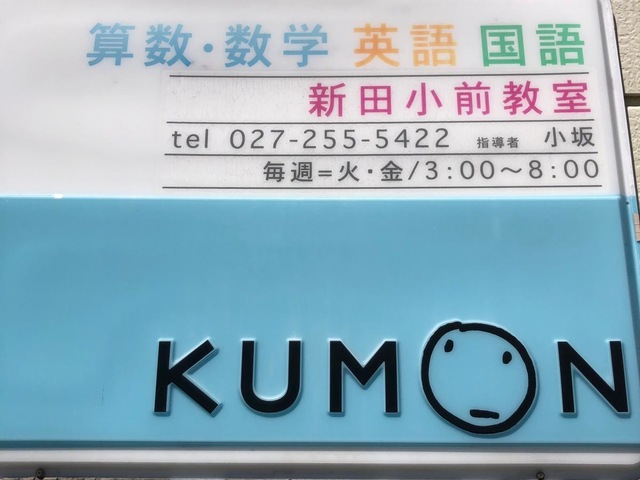 算数・数学 英語 国語
新田小前教室
tel 027-255-5422 指導者 小坂
毎週=火・金/3:00〜8:00
KUMON